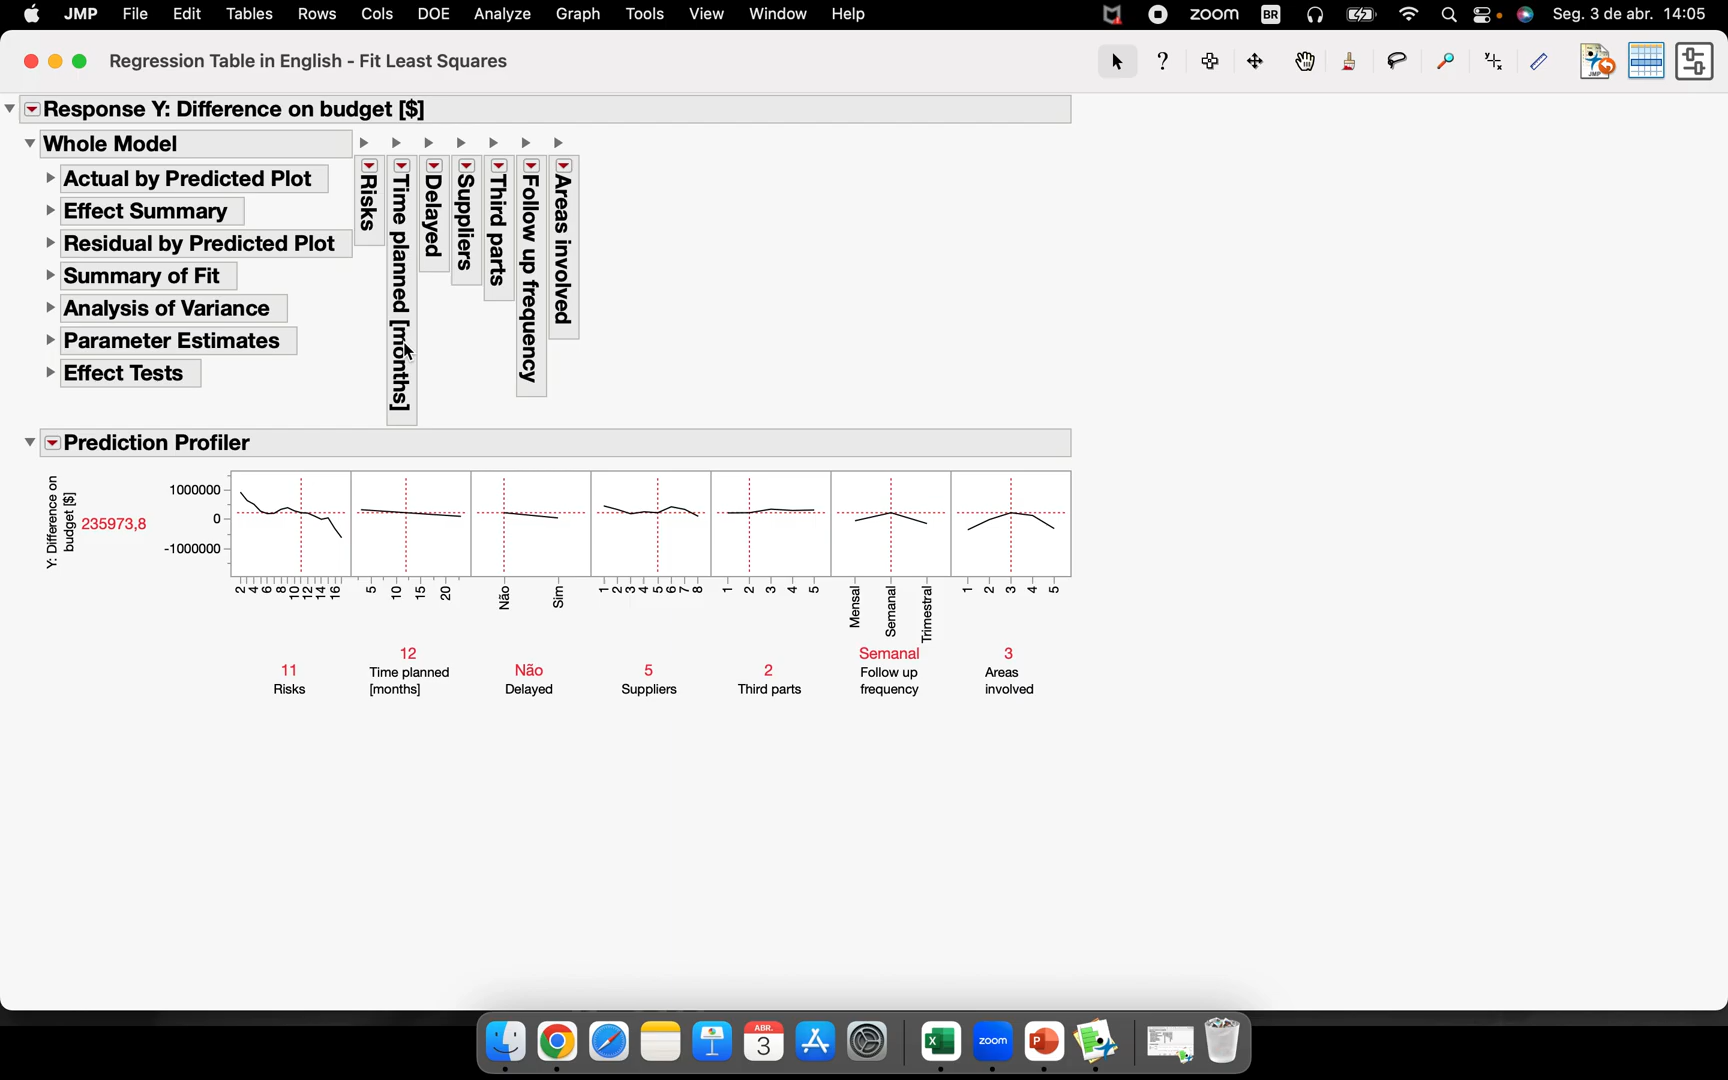 JMP File Edit Tables Rows Cols DOE Analyze Graph Tools View Window Help zoom BR Seg. 3 de abr. 14:05
Regression Table in English - Fit Least Squares
Response Y: Difference on budget [$]
Whole Model
Actual by Predicted Plot
Effect Summary
Residual by Predicted Plot
Summary of Fit
Analysis of Variance
Parameter Estimates
Effect Tests
Risks
Time planned [months]
Delayed
Suppliers
Third parts
Follow up frequency
Areas involved
Prediction Profiler
Y: Difference on
budget [$]
235973,8
1000000
0
-1000000
2 4 6 8 10 12 14 16
5 10 15 20
Não Sim
1 2 3 4 5 6 7 8
1 2 3 4 5
Mensal Semanal Trimestral
1 2 3 4 5
11
Risks
12
Time planned
[months]
Não
Delayed
5
Suppliers
2
Third parts
Semanal
Follow up
frequency
3
Areas
involved
ABR.
3
zoom